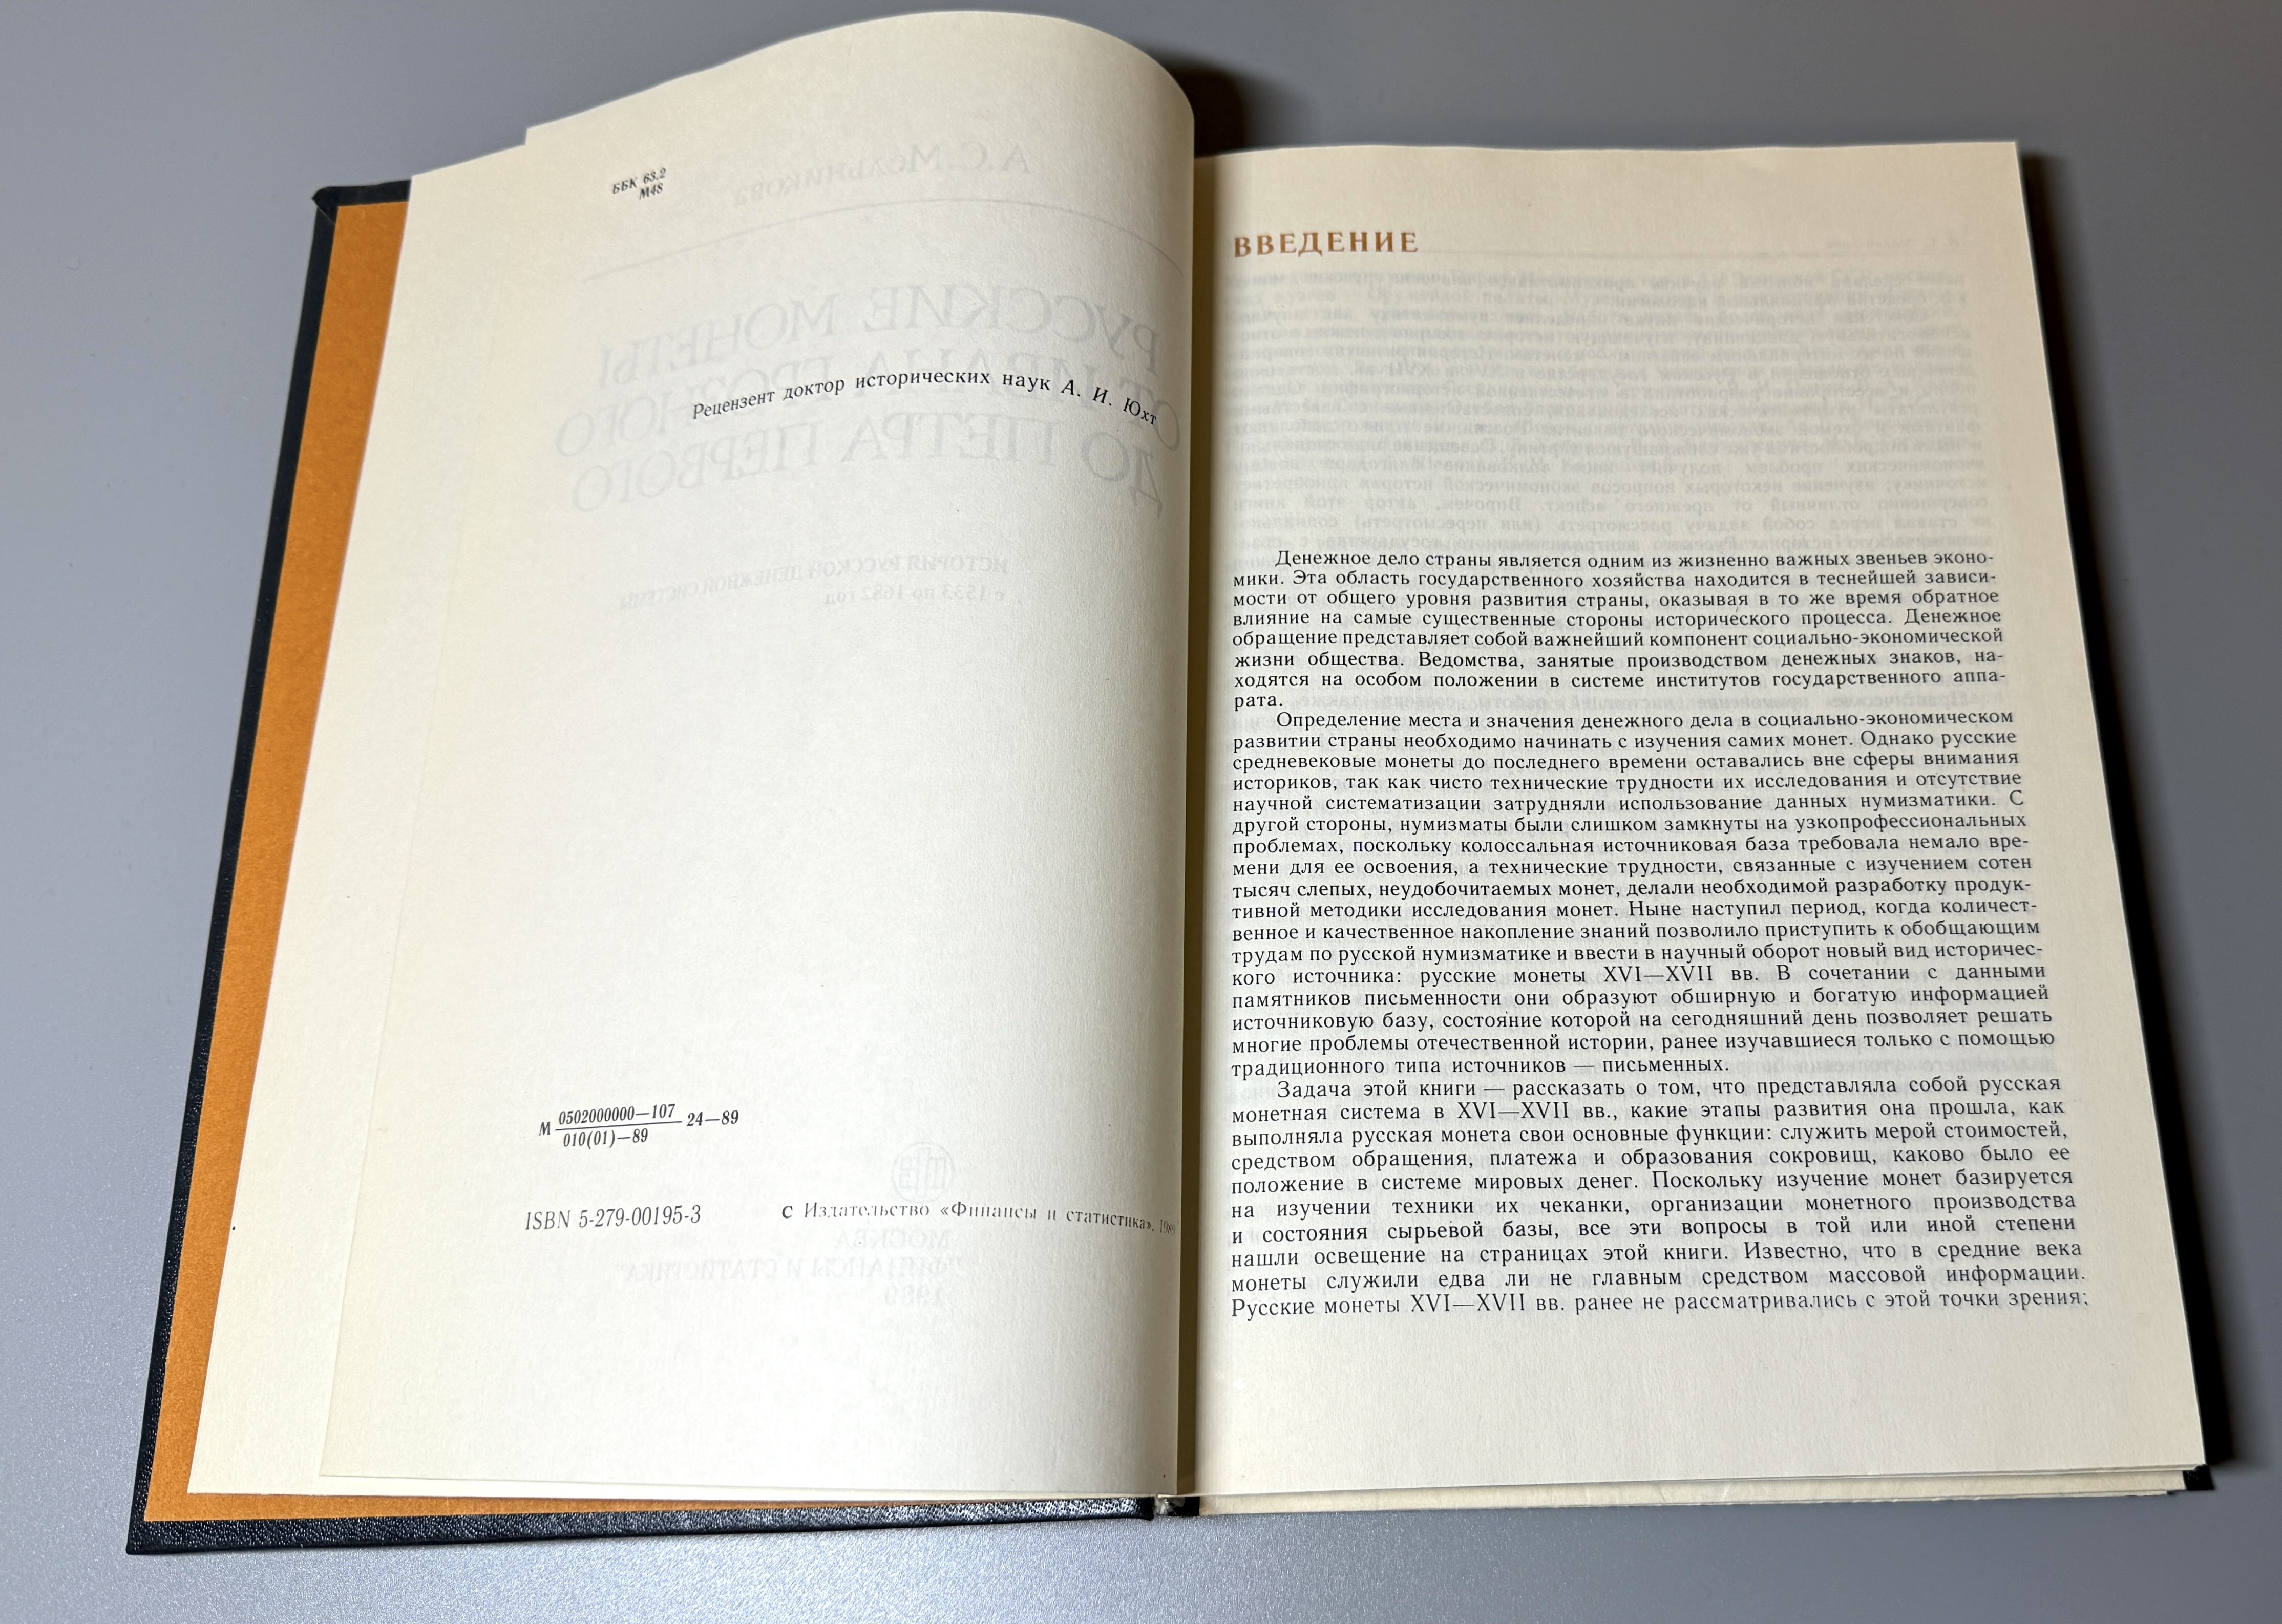 ББК 63.2
М48
Рецензент доктор исторических наук А. И. Юхт
М 0502000000—107 24—89
010(01)—89
ISBN 5-279-00195-3
с Издательство «Финансы и статистика». 1989
ВВЕДЕНИЕ
Денежное дело страны является одним из жизненно важных звеньев эконо-
мики. Эта область государственного хозяйства находится в теснейшей зависи-
мости от общего уровня развития страны, оказывая в то же время обратное
влияние на самые существенные стороны исторического процесса. Денежное
обращение представляет собой важнейший компонент социально-экономической
жизни общества. Ведомства, занятые производством денежных знаков, на-
ходятся на особом положении в системе институтов государственного аппа-
рата.
Определение места и значения денежного дела в социально-экономическом
развитии страны необходимо начинать с изучения самих монет. Однако русские
средневековые монеты до последнего времени оставались вне сферы внимания
историков, так как чисто технические трудности их исследования и отсутствие
научной систематизации затрудняли использование данных нумизматики. С
другой стороны, нумизматы были слишком замкнуты на узкопрофессиональных
проблемах, поскольку колоссальная источниковая база требовала немало вре-
мени для ее освоения, а технические трудности, связанные с изучением сотен
тысяч слепых, неудобочитаемых монет, делали необходимой разработку продук-
тивной методики исследования монет. Ныне наступил период, когда количест-
венное и качественное накопление знаний позволило приступить к обобщающим
трудам по русской нумизматике и ввести в научный оборот новый вид историчес-
кого источника: русские монеты XVI—XVII вв. В сочетании с данными
памятников письменности они образуют обширную и богатую информацией
источниковую базу, состояние которой на сегодняшний день позволяет решать
многие проблемы отечественной истории, ранее изучавшиеся только с помощью
традиционного типа источников — письменных.
Задача этой книги — рассказать о том, что представляла собой русская
монетная система в XVI—XVII вв., какие этапы развития она прошла, как
выполняла русская монета свои основные функции: служить мерой стоимостей,
средством обращения, платежа и образования сокровищ, каково было ее
положение в системе мировых денег. Поскольку изучение монет базируется
на изучении техники их чеканки, организации монетного производства
и состояния сырьевой базы, все эти вопросы в той или иной степени
нашли освещение на страницах этой книги. Известно, что в средние века
монеты служили едва ли не главным средством массовой информации.
Русские монеты XVI—XVII вв. ранее не рассматривались с этой точки зрения;